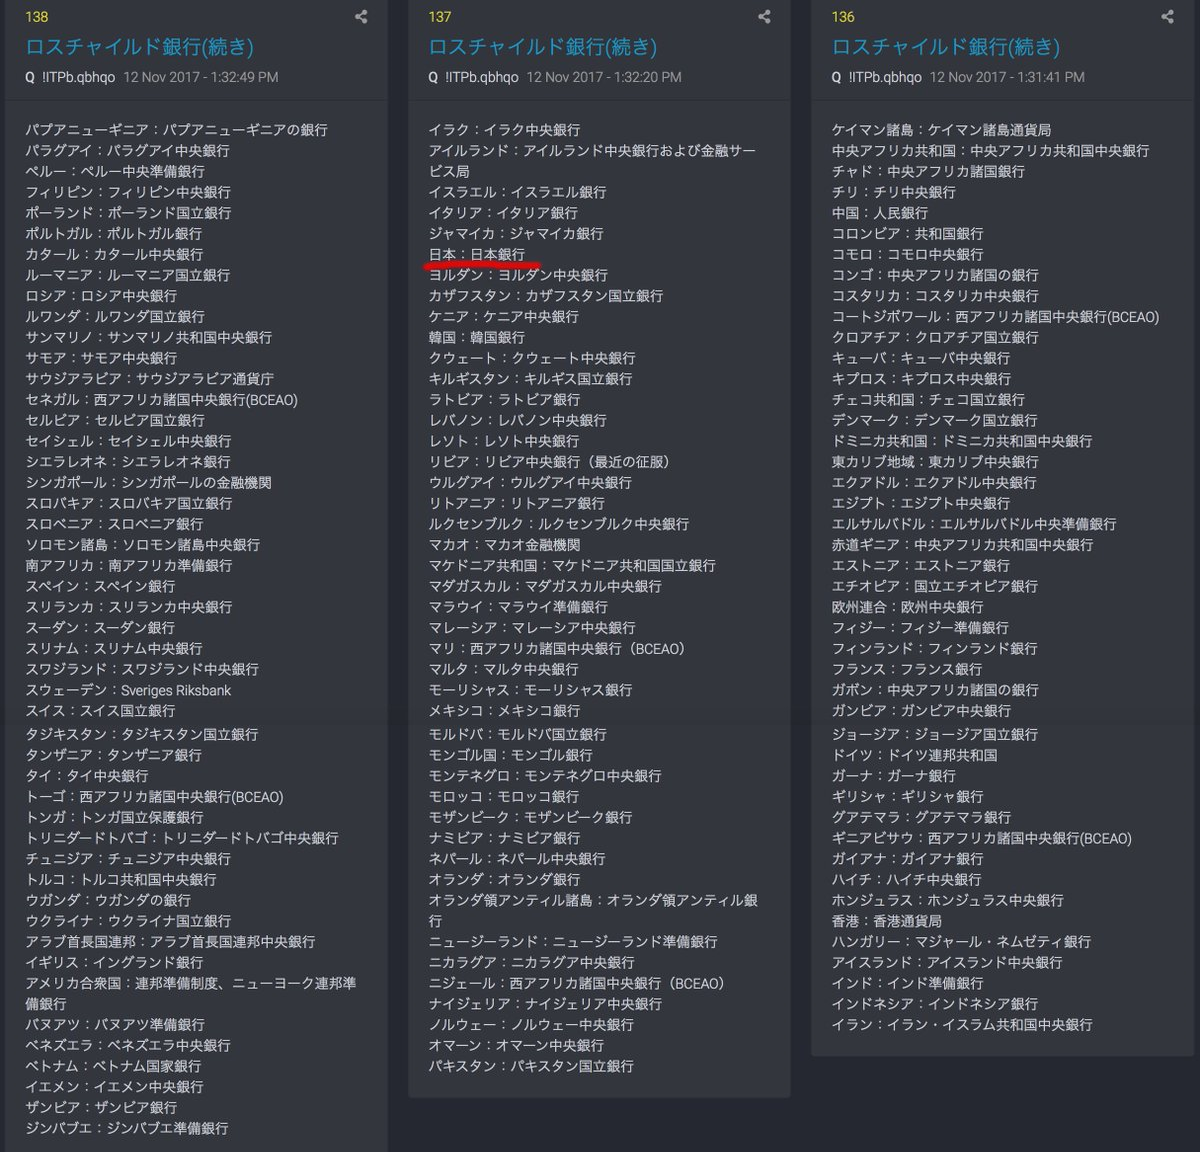 138
ロスチャイルド銀行(続き)
Q !ITPb.qbhqo 12 Nov 2017 - 1:32:49 PM
パプアニューギニア：パプアニューギニアの銀行
パラグアイ：パラグアイ中央銀行
ペルー：ペルー中央準備銀行
フィリピン：フィリピン中央銀行
ポーランド：ポーランド国立銀行
ポルトガル：ポルトガル銀行
カタール：カタール中央銀行
ルーマニア：ルーマニア国立銀行
ロシア：ロシア中央銀行
ルワンダ：ルワンダ国立銀行
サンマリノ：サンマリノ共和国中央銀行
サモア：サモア中央銀行
サウジアラビア：サウジアラビア通貨庁
セネガル：西アフリカ諸国中央銀行(BCEAO)
セルビア：セルビア国立銀行
セイシェル：セイシェル中央銀行
シエラレオネ：シエラレオネ銀行
シンガポール：シンガポールの金融機関
スロバキア：スロバキア国立銀行
スロベニア：スロベニア銀行
ソロモン諸島：ソロモン諸島中央銀行
南アフリカ：南アフリカ準備銀行
スペイン：スペイン銀行
スリランカ：スリランカ中央銀行
スーダン：スーダン銀行
スリナム：スリナム中央銀行
スワジランド：スワジランド中央銀行
スウェーデン：Sveriges Riksbank
スイス：スイス国立銀行
タジキスタン：タジキスタン国立銀行
タンザニア：タンザニア銀行
タイ：タイ中央銀行
トーゴ：西アフリカ諸国中央銀行(BCEAO)
トンガ：トンガ国立保護銀行
トリニダードトバゴ：トリニダードトバゴ中央銀行
チュニジア：チュニジア中央銀行
トルコ：トルコ共和国中央銀行
ウガンダ：ウガンダの銀行
ウクライナ：ウクライナ国立銀行
アラブ首長国連邦：アラブ首長国連邦中央銀行
イギリス：イングランド銀行
アメリカ合衆国：連邦準備制度、ニューヨーク連邦準
備銀行
バヌアツ：バヌアツ準備銀行
ベネズエラ：ベネズエラ中央銀行
ベトナム：ベトナム国家銀行
イエメン：イエメン中央銀行
ザンビア：ザンビア銀行
ジンバブエ：ジンバブエ準備銀行
137
ロスチャイルド銀行(続き)
Q !ITPb.qbhqo 12 Nov 2017 - 1:32:20 PM
イラク：イラク中央銀行
アイルランド：アイルランド中央銀行および金融サー
ビス局
イスラエル：イスラエル銀行
イタリア：イタリア銀行
ジャマイカ：ジャマイカ銀行
日本：日本銀行
ヨルダン：ヨルダン中央銀行
カザフスタン：カザフスタン国立銀行
ケニア：ケニア中央銀行
韓国：韓国銀行
クウェート：クウェート中央銀行
キルギスタン：キルギス国立銀行
ラトビア：ラトビア銀行
レバノン：レバノン中央銀行
レソト：レソト中央銀行
リビア：リビア中央銀行（最近の征服）
ウルグアイ：ウルグアイ中央銀行
リトアニア：リトアニア銀行
ルクセンブルク：ルクセンブルク中央銀行
マカオ：マカオ金融機関
マケドニア共和国：マケドニア共和国国立銀行
マダガスカル：マダガスカル中央銀行
マラウイ：マラウイ準備銀行
マレーシア：マレーシア中央銀行
マリ：西アフリカ諸国中央銀行（BCEAO）
マルタ：マルタ中央銀行
モーリシャス：モーリシャス銀行
メキシコ：メキシコ銀行
モルドバ：モルドバ国立銀行
モンゴル国：モンゴル銀行
モンテネグロ：モンテネグロ中央銀行
モロッコ：モロッコ銀行
モザンビーク：モザンビーク銀行
ナミビア：ナミビア銀行
ネパール：ネパール中央銀行
オランダ：オランダ銀行
オランダ領アンティル諸島：オランダ領アンティル銀
行
ニュージーランド：ニュージーランド準備銀行
ニカラグア：ニカラグア中央銀行
ニジェール：西アフリカ諸国中央銀行（BCEAO）
ナイジェリア：ナイジェリア中央銀行
ノルウェー：ノルウェー中央銀行
オマーン：オマーン中央銀行
パキスタン：パキスタン国立銀行
136
ロスチャイルド銀行(続き)
Q !ITPb.qbhqo 12 Nov 2017 - 1:31:41 PM
ケイマン諸島：ケイマン諸島通貨局
中央アフリカ共和国：中央アフリカ共和国中央銀行
チャド：中央アフリカ諸国銀行
チリ：チリ中央銀行
中国：人民銀行
コロンビア：共和国銀行
コモロ：コモロ中央銀行
コンゴ：中央アフリカ諸国の銀行
コスタリカ：コスタリカ中央銀行
コートジボワール：西アフリカ諸国中央銀行(BCEAO)
クロアチア：クロアチア国立銀行
キューバ：キューバ中央銀行
キプロス：キプロス中央銀行
チェコ共和国：チェコ国立銀行
デンマーク：デンマーク国立銀行
ドミニカ共和国：ドミニカ共和国中央銀行
東カリブ地域：東カリブ中央銀行
エクアドル：エクアドル中央銀行
エジプト：エジプト中央銀行
エルサルバドル：エルサルバドル中央準備銀行
赤道ギニア：中央アフリカ共和国中央銀行
エストニア：エストニア銀行
エチオピア：国立エチオピア銀行
欧州連合：欧州中央銀行
フィジー：フィジー準備銀行
フィンランド：フィンランド銀行
フランス：フランス銀行
ガボン：中央アフリカ諸国の銀行
ガンビア：ガンビア中央銀行
ジョージア：ジョージア国立銀行
ドイツ：ドイツ連邦共和国
ガーナ：ガーナ銀行
ギリシャ：ギリシャ銀行
グアテマラ：グアテマラ銀行
ギニアビサウ：西アフリカ諸国中央銀行(BCEAO)
ガイアナ：ガイアナ銀行
ハイチ：ハイチ中央銀行
ホンジュラス：ホンジュラス中央銀行
香港：香港通貨局
ハンガリー：マジャール・ネムゼティ銀行
アイスランド：アイスランド中央銀行
インド：インド準備銀行
インドネシア：インドネシア銀行
イラン：イラン・イスラム共和国中央銀行